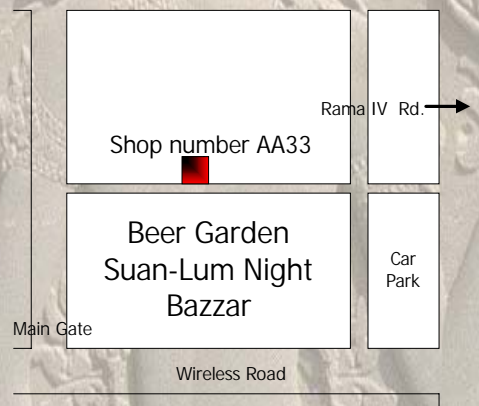 Rama IV Rd.
Shop number AA33
Beer Garden
Suan-Lum Night
Bazzar
Car
Park
Main Gate
Wireless Road